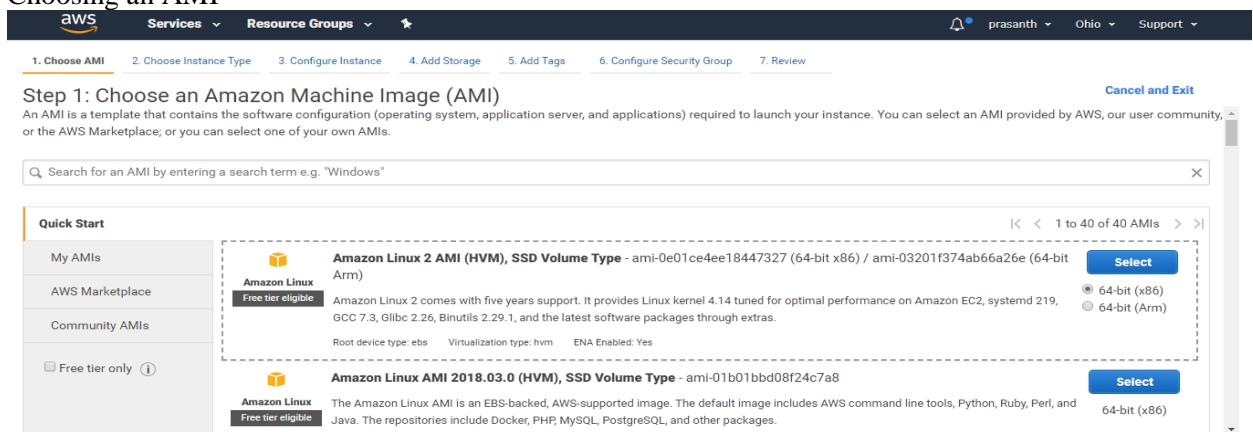 Choosing an AMI
aws Services Resource Groups prasanth Ohio Support
1. Choose AMI 2. Choose Instance Type 3. Configure Instance 4. Add Storage 5. Add Tags 6. Configure Security Group 7. Review
Step 1: Choose an Amazon Machine Image (AMI)
Cancel and Exit
An AMI is a template that contains the software configuration (operating system, application server, and applications) required to launch your instance. You can select an AMI provided by AWS, our user community,
or the AWS Marketplace; or you can select one of your own AMIs.
Search for an AMI by entering a search term e.g. "Windows"
Quick Start
1 to 40 of 40 AMIs
My AMIs
AWS Marketplace
Community AMIs
Free tier only
Amazon Linux
Free tier eligible
Amazon Linux 2 AMI (HVM), SSD Volume Type - ami-0e01ce4ee18447327 (64-bit x86) / ami-03201f374ab66a26e (64-bit
Arm)
Amazon Linux 2 comes with five years support. It provides Linux kernel 4.14 tuned for optimal performance on Amazon EC2, systemd 219,
GCC 7.3, Glibc 2.26, Binutils 2.29.1, and the latest software packages through extras.
Root device type: ebs Virtualization type: hvm ENA Enabled: Yes
Select
64-bit (x86)
64-bit (Arm)
Amazon Linux
Free tier eligible
Amazon Linux AMI 2018.03.0 (HVM), SSD Volume Type - ami-01b01bbd08f24c7a8
The Amazon Linux AMI is an EBS-backed, AWS-supported image. The default image includes AWS command line tools, Python, Ruby, Perl, and
Java. The repositories include Docker, PHP, MySQL, PostgreSQL, and other packages.
Select
64-bit (x86)